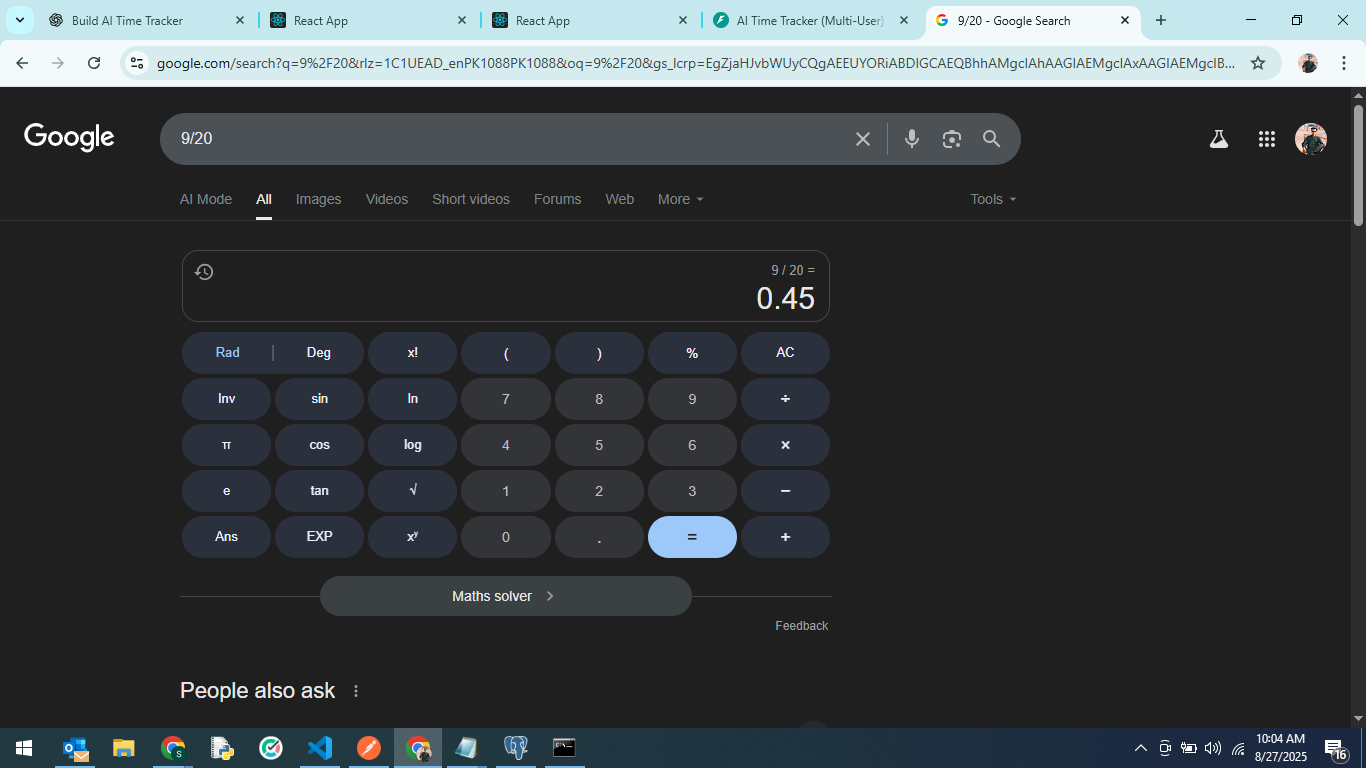 Build AI Time Tracker
React App
React App
AI Time Tracker (Multi-User)
9/20 - Google Search
google.com/search?q=9%2F20&rlz=1C1UEAD_enPK1088PK1088&oq=9%2F20&gs_lcrp=EgZjaHJvbWUyCQgAEEUYORiABDIGCAEQBhhAMgcIAhAAGIAEMgcIAxAAGIAEMgcIB...
Google
9/20
AI Mode All Images Videos Short videos Forums Web More Tools
9 / 20 =
0.45
Rad | Deg x! ( ) % AC
Inv sin ln 7 8 9 ÷
π cos log 4 5 6 ×
e tan √ 1 2 3 −
Ans EXP xʸ 0 . = +
Maths solver
Feedback
People also ask
10:04 AM
8/27/2025
16